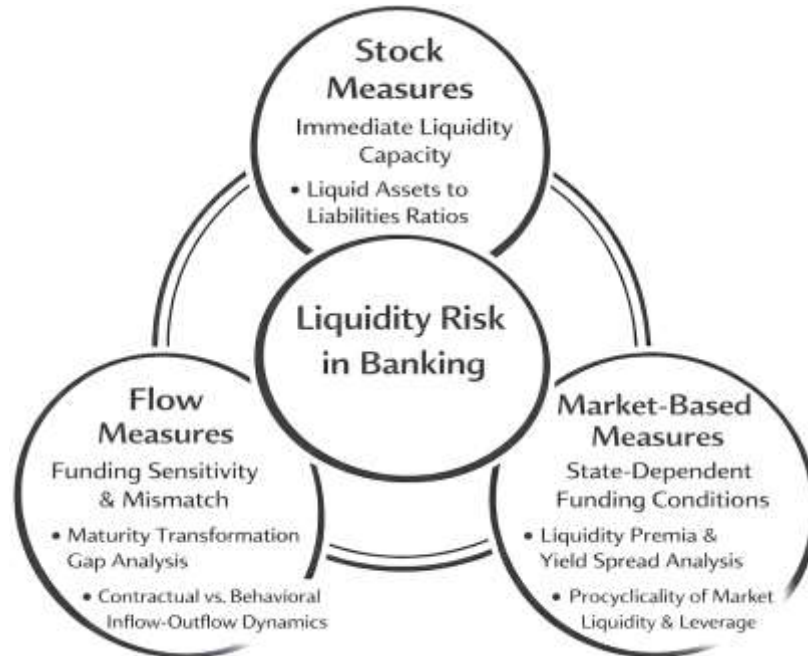 Stock
Measures
Immediate Liquidity
Capacity
• Liquid Assets to
Liabilities Ratios
Liquidity Risk
in Banking
Flow
Measures
Funding Sensitivity
& Mismatch
• Maturity Transformation
Gap Analysis
• Contractual vs. Behavioral
Inflow-Outflow Dynamics
Market-Based
Measures
State-Dependent
Funding Conditions
• Liquidity Premia &
Yield Spread Analysis
• Procyclicality of Market
Liquidity & Leverage